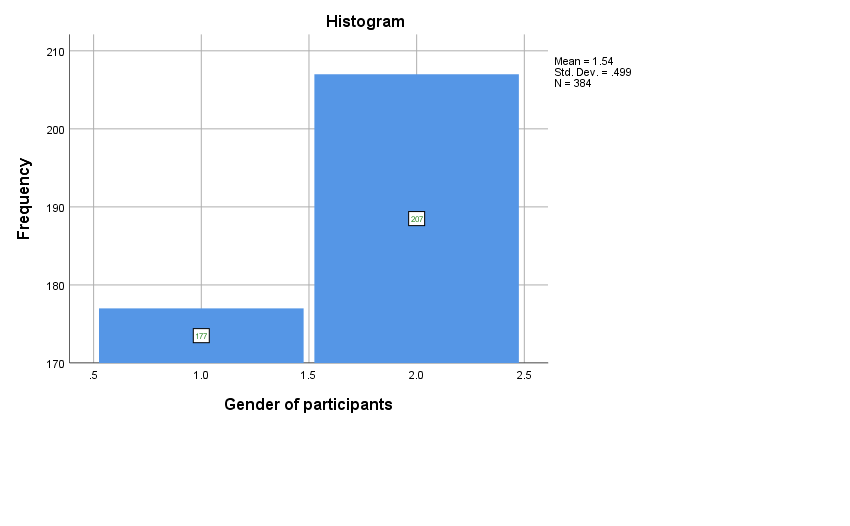 Histogram
210
200
190
180
170
Frequency
177
207
.5
1.0
1.5
2.0
2.5
Gender of participants
Mean = 1.54
Std. Dev. = .499
N = 384